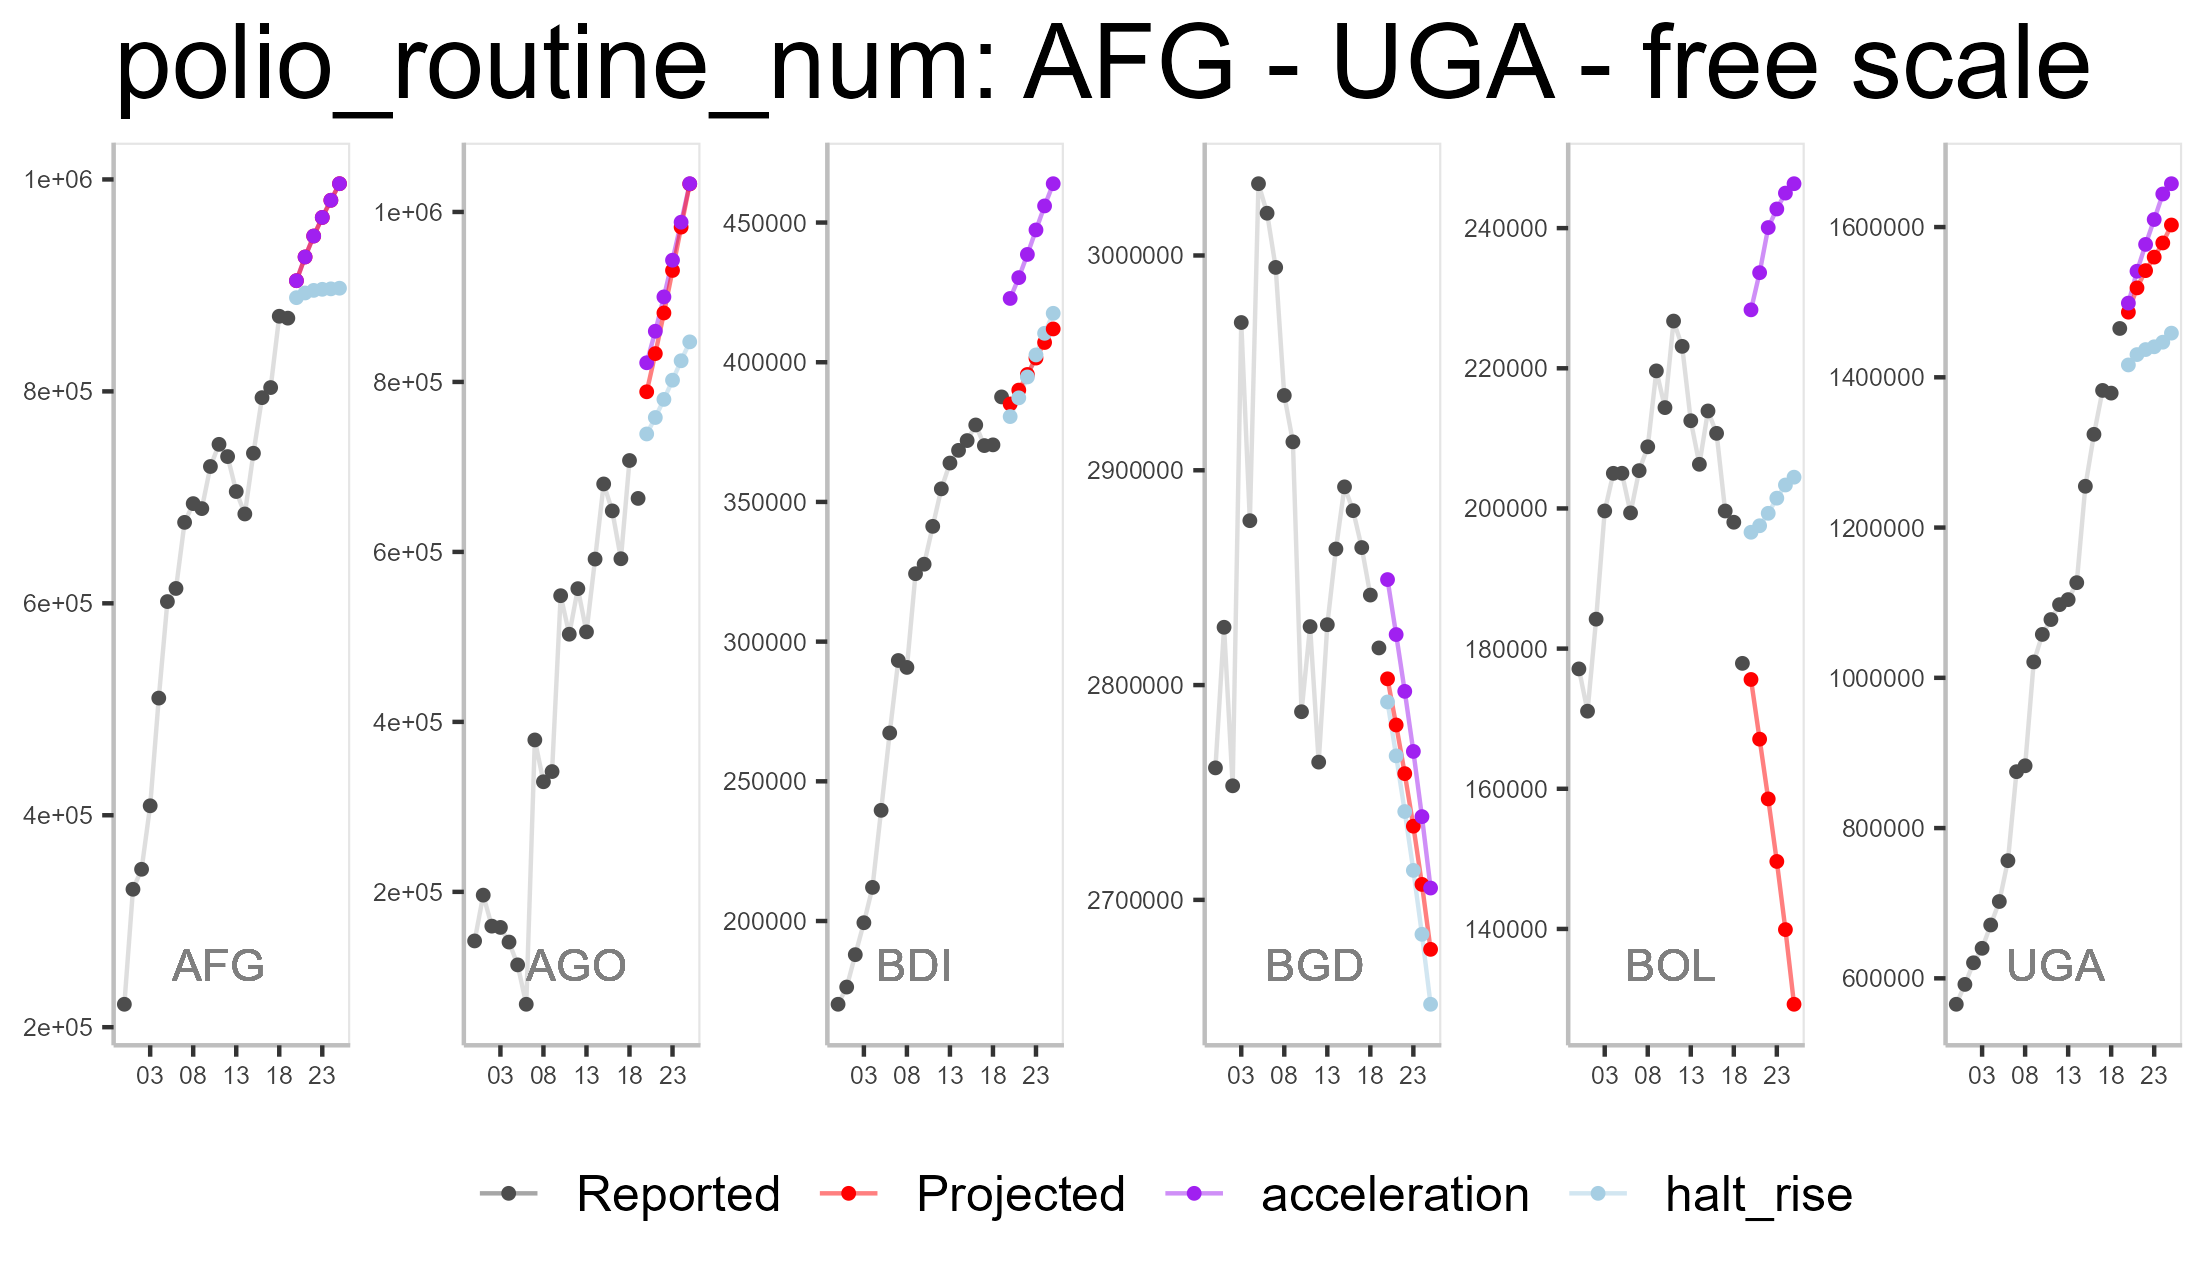 polio_routine_num: AFG - UGA - free scale
1e+06
8e+05
6e+05
4e+05
2e+05
AFG
03 08 13 18 23
1e+06
8e+05
6e+05
4e+05
2e+05
AGO
03 08 13 18 23
450000
400000
350000
300000
250000
200000
BDI
03 08 13 18 23
3000000
2900000
2800000
2700000
BGD
03 08 13 18 23
240000
220000
200000
180000
160000
140000
BOL
03 08 13 18 23
1600000
1400000
1200000
1000000
800000
600000
UGA
03 08 13 18 23
Reported Projected acceleration halt_rise